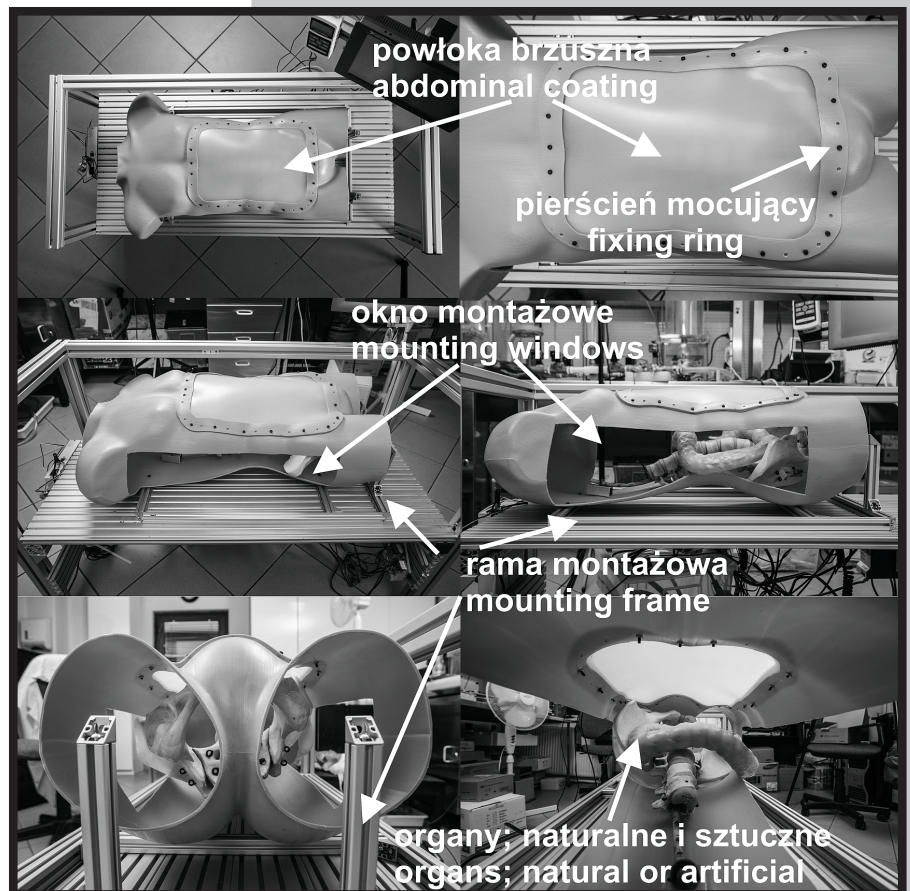 powłoka brzuszna
abdominal coating
pierścień mocujący
fixing ring
okno montażowe
mounting windows
rama montażowa
mounting frame
organy; naturalne i sztuczne
organs; natural or artificial